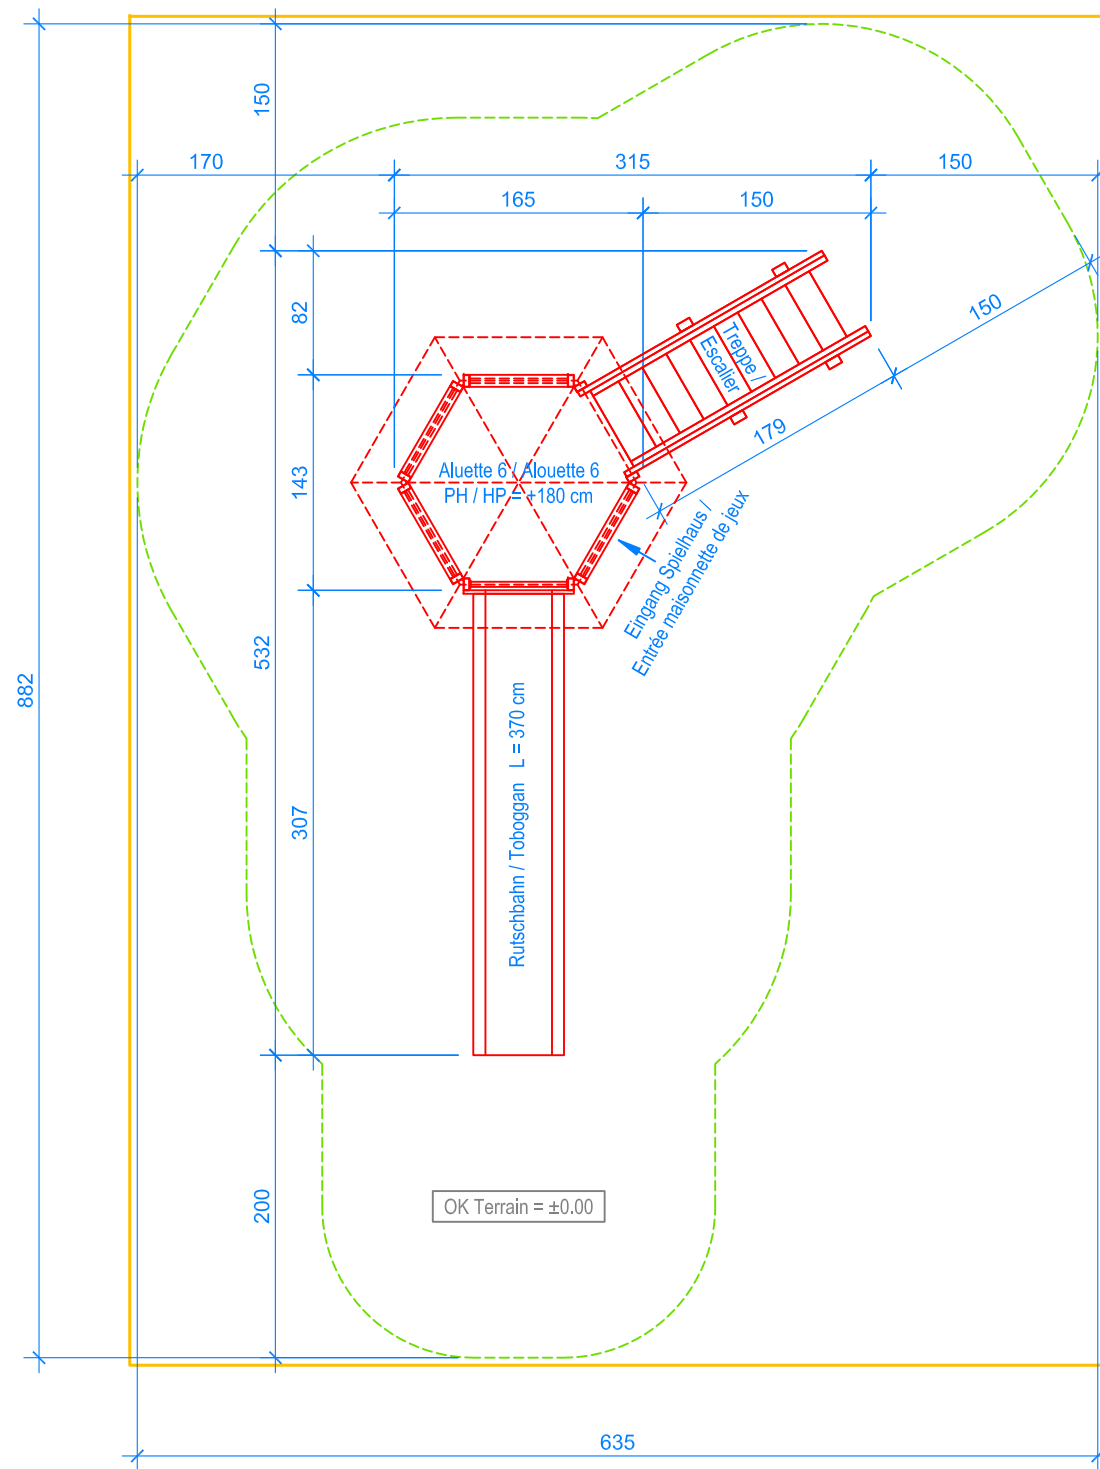 150
170
315
150
165
150
82
150
Treppe /
Escalier
179
Aluette 6 / Alouette 6
PH / HP = +180 cm
143
Eingang Spielhaus /
Entrée maisonnette de jeux
532
882
Rutschbahn / Toboggan L = 370 cm
307
200
OK Terrain = ±0.00
635